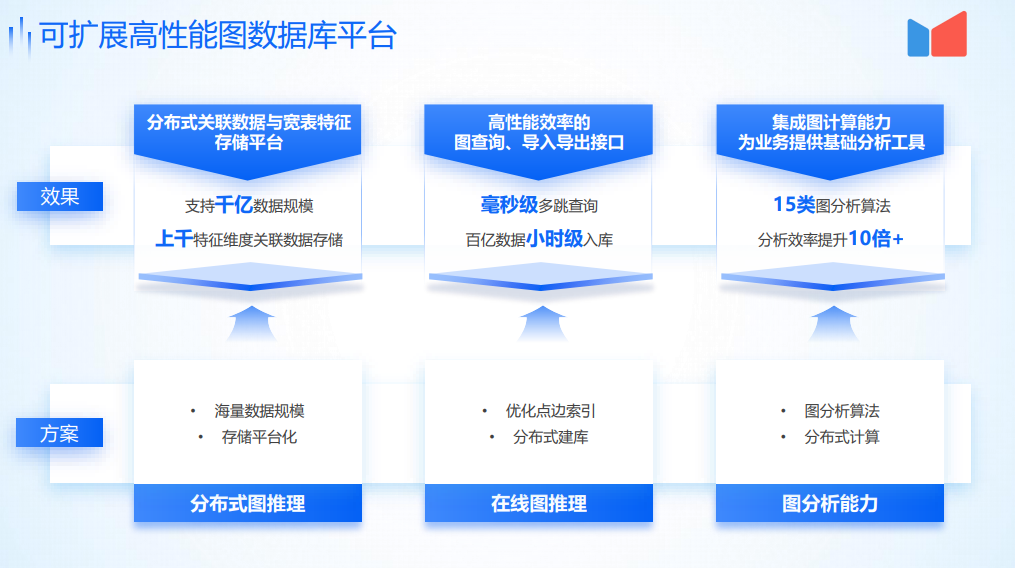 可扩展高性能图数据库平台
分布式关联数据与宽表特征
存储平台
高性能效率的
图查询、导入导出接口
集成图计算能力
为业务提供基础分析工具
效果
支持千亿数据规模
上千特征维度关联数据存储
毫秒级多跳查询
百亿数据小时级入库
15类图分析算法
分析效率提升10倍+
方案
• 海量数据规模
• 存储平台化
• 优化点边索引
• 分布式建库
• 图分析算法
• 分布式计算
分布式图推理
在线图推理
图分析能力